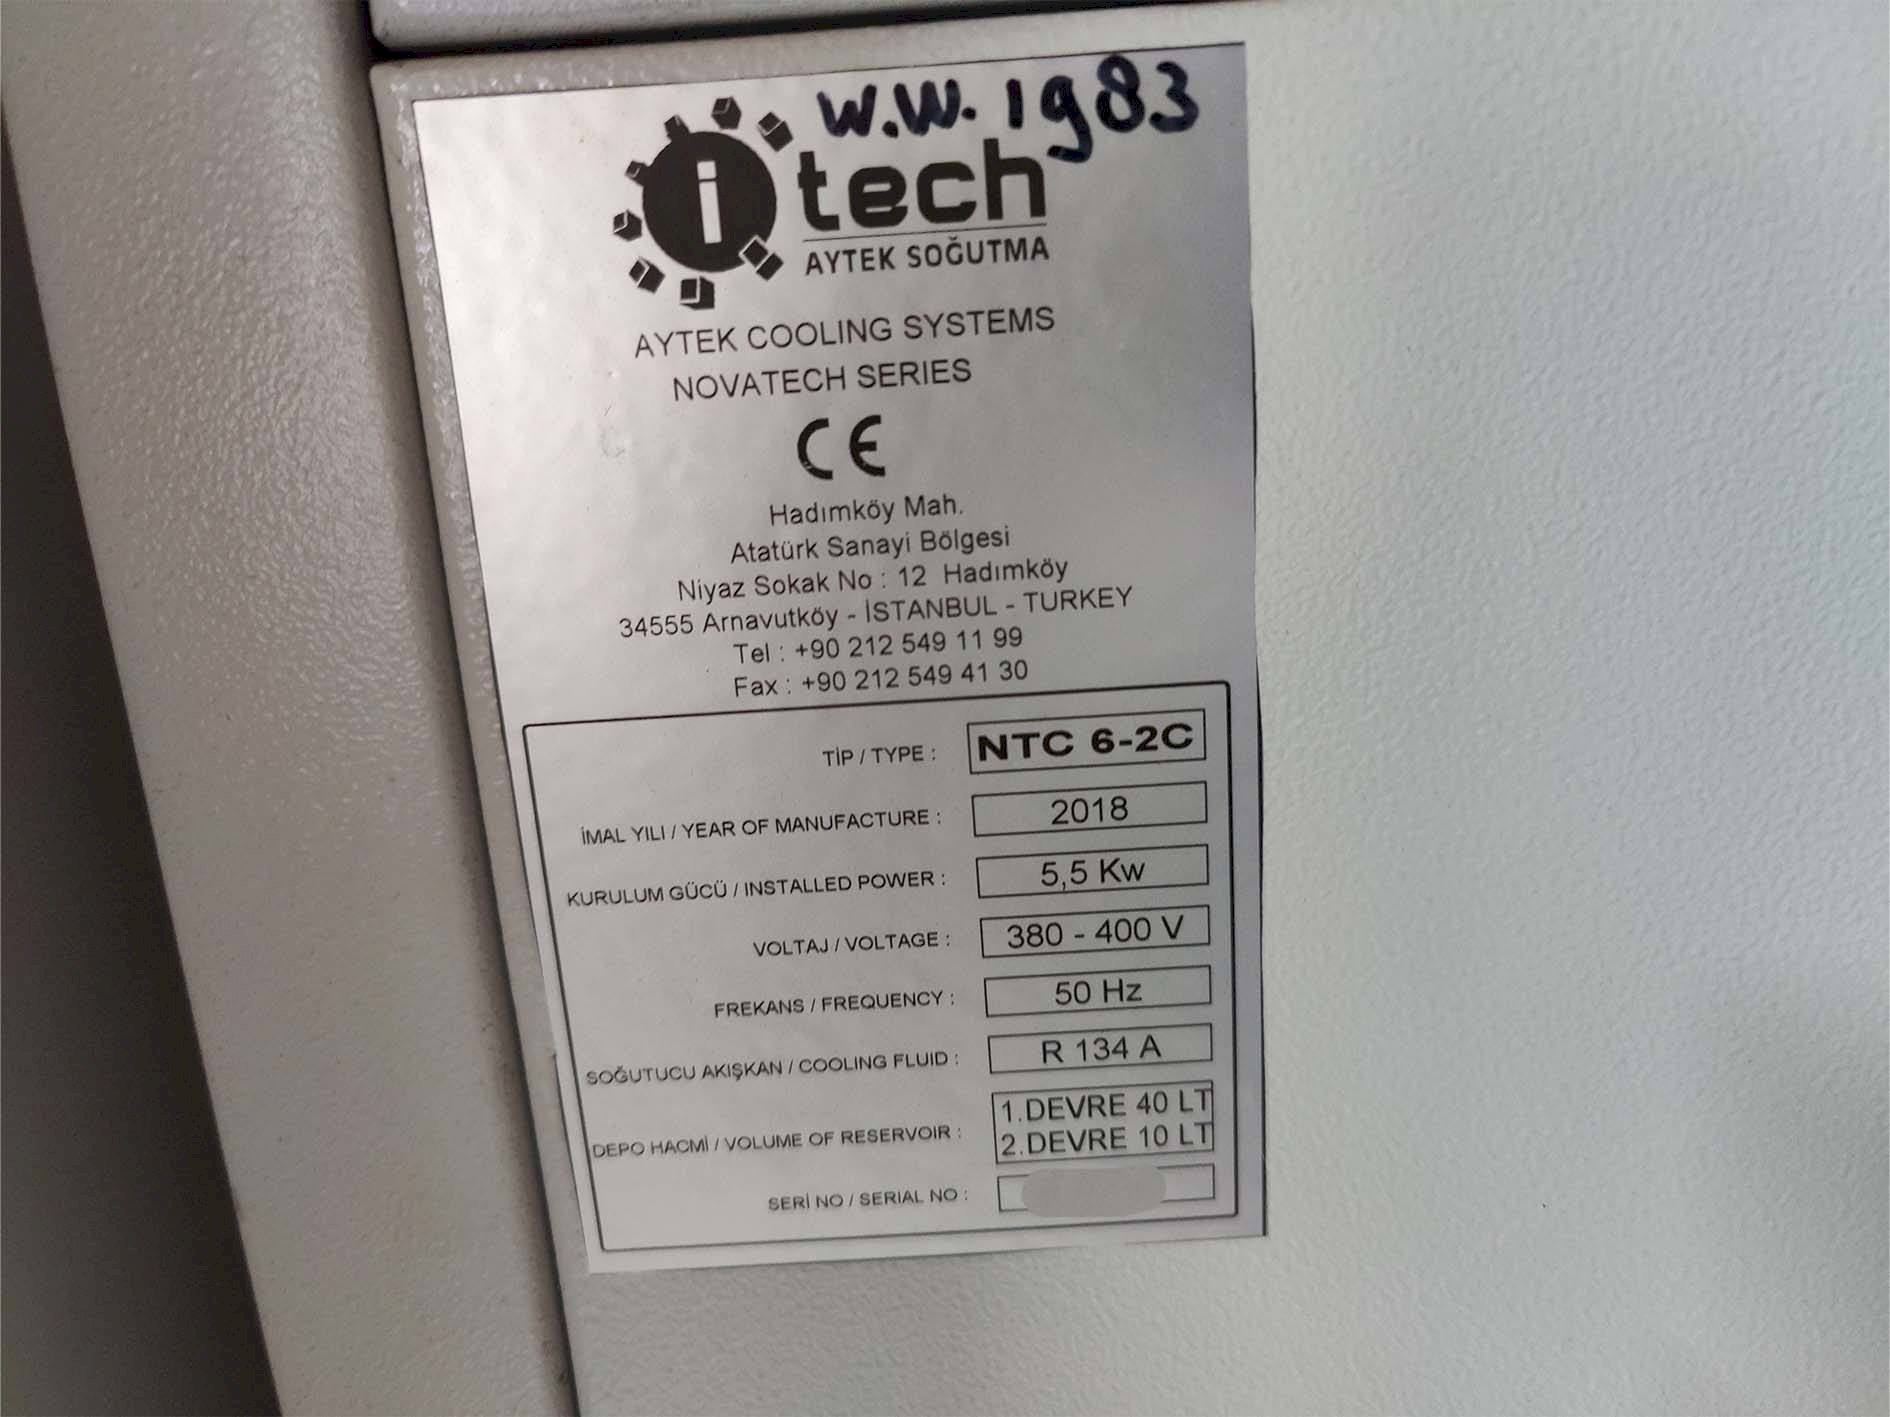 W.W. 1983
i tech
AYTEK SOĞUTMA
AYTEK COOLING SYSTEMS
NOVATECH SERIES
CE
Hadımköy Mah.
Atatürk Sanayi Bölgesi
Niyaz Sokak No : 12 Hadımköy
34555 Arnavutköy - İSTANBUL - TURKEY
Tel : +90 212 549 11 99
Fax : +90 212 549 41 30
TİP / TYPE : NTC 6-2C
İMAL YILI / YEAR OF MANUFACTURE : 2018
KURULUM GÜCÜ / INSTALLED POWER : 5,5 Kw
VOLTAJ / VOLTAGE : 380 - 400 V
FREKANS / FREQUENCY : 50 Hz
SOĞUTUCU AKIŞKAN / COOLING FLUID : R 134 A
DEPO HACMİ / VOLUME OF RESERVOIR : 1.DEVRE 40 LT
2.DEVRE 10 LT
SERİ NO / SERIAL NO :